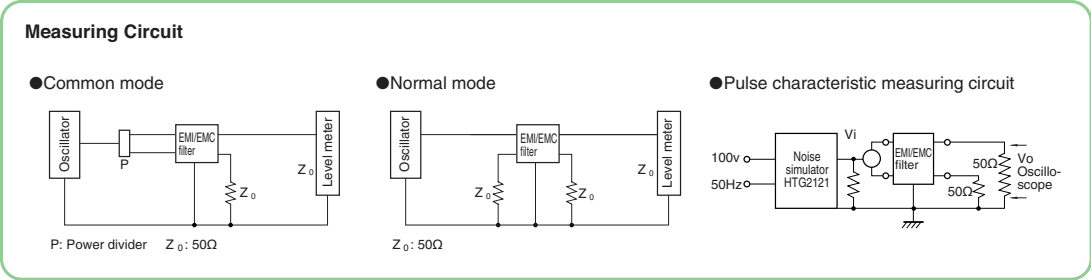 Measuring Circuit
●Common mode
Oscillator
P
EMI/EMC
filter
Z0
Z0
Level meter
P: Power divider Z0: 50Ω
●Normal mode
Oscillator
EMI/EMC
filter
Z0
Z0
Z0
Level meter
Z0: 50Ω
●Pulse characteristic measuring circuit
100v
50Hz
Noise
simulator
HTG2121
Vi
EMI/EMC
filter
50Ω
50Ω
Vo
Oscillo-
scope